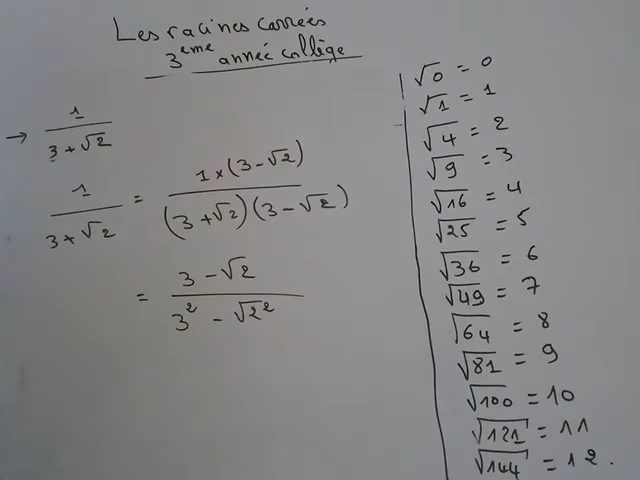 Les racines carrées
3ème année collège
→ 1/(3+√2)
1/(3+√2) = 1×(3-√2)/(3+√2)(3-√2)
= (3-√2)/(3² - √2²)
√0 = 0
√1 = 1
√4 = 2
√9 = 3
√16 = 4
√25 = 5
√36 = 6
√49 = 7
√64 = 8
√81 = 9
√100 = 10
√121 = 11
√144 = 12.